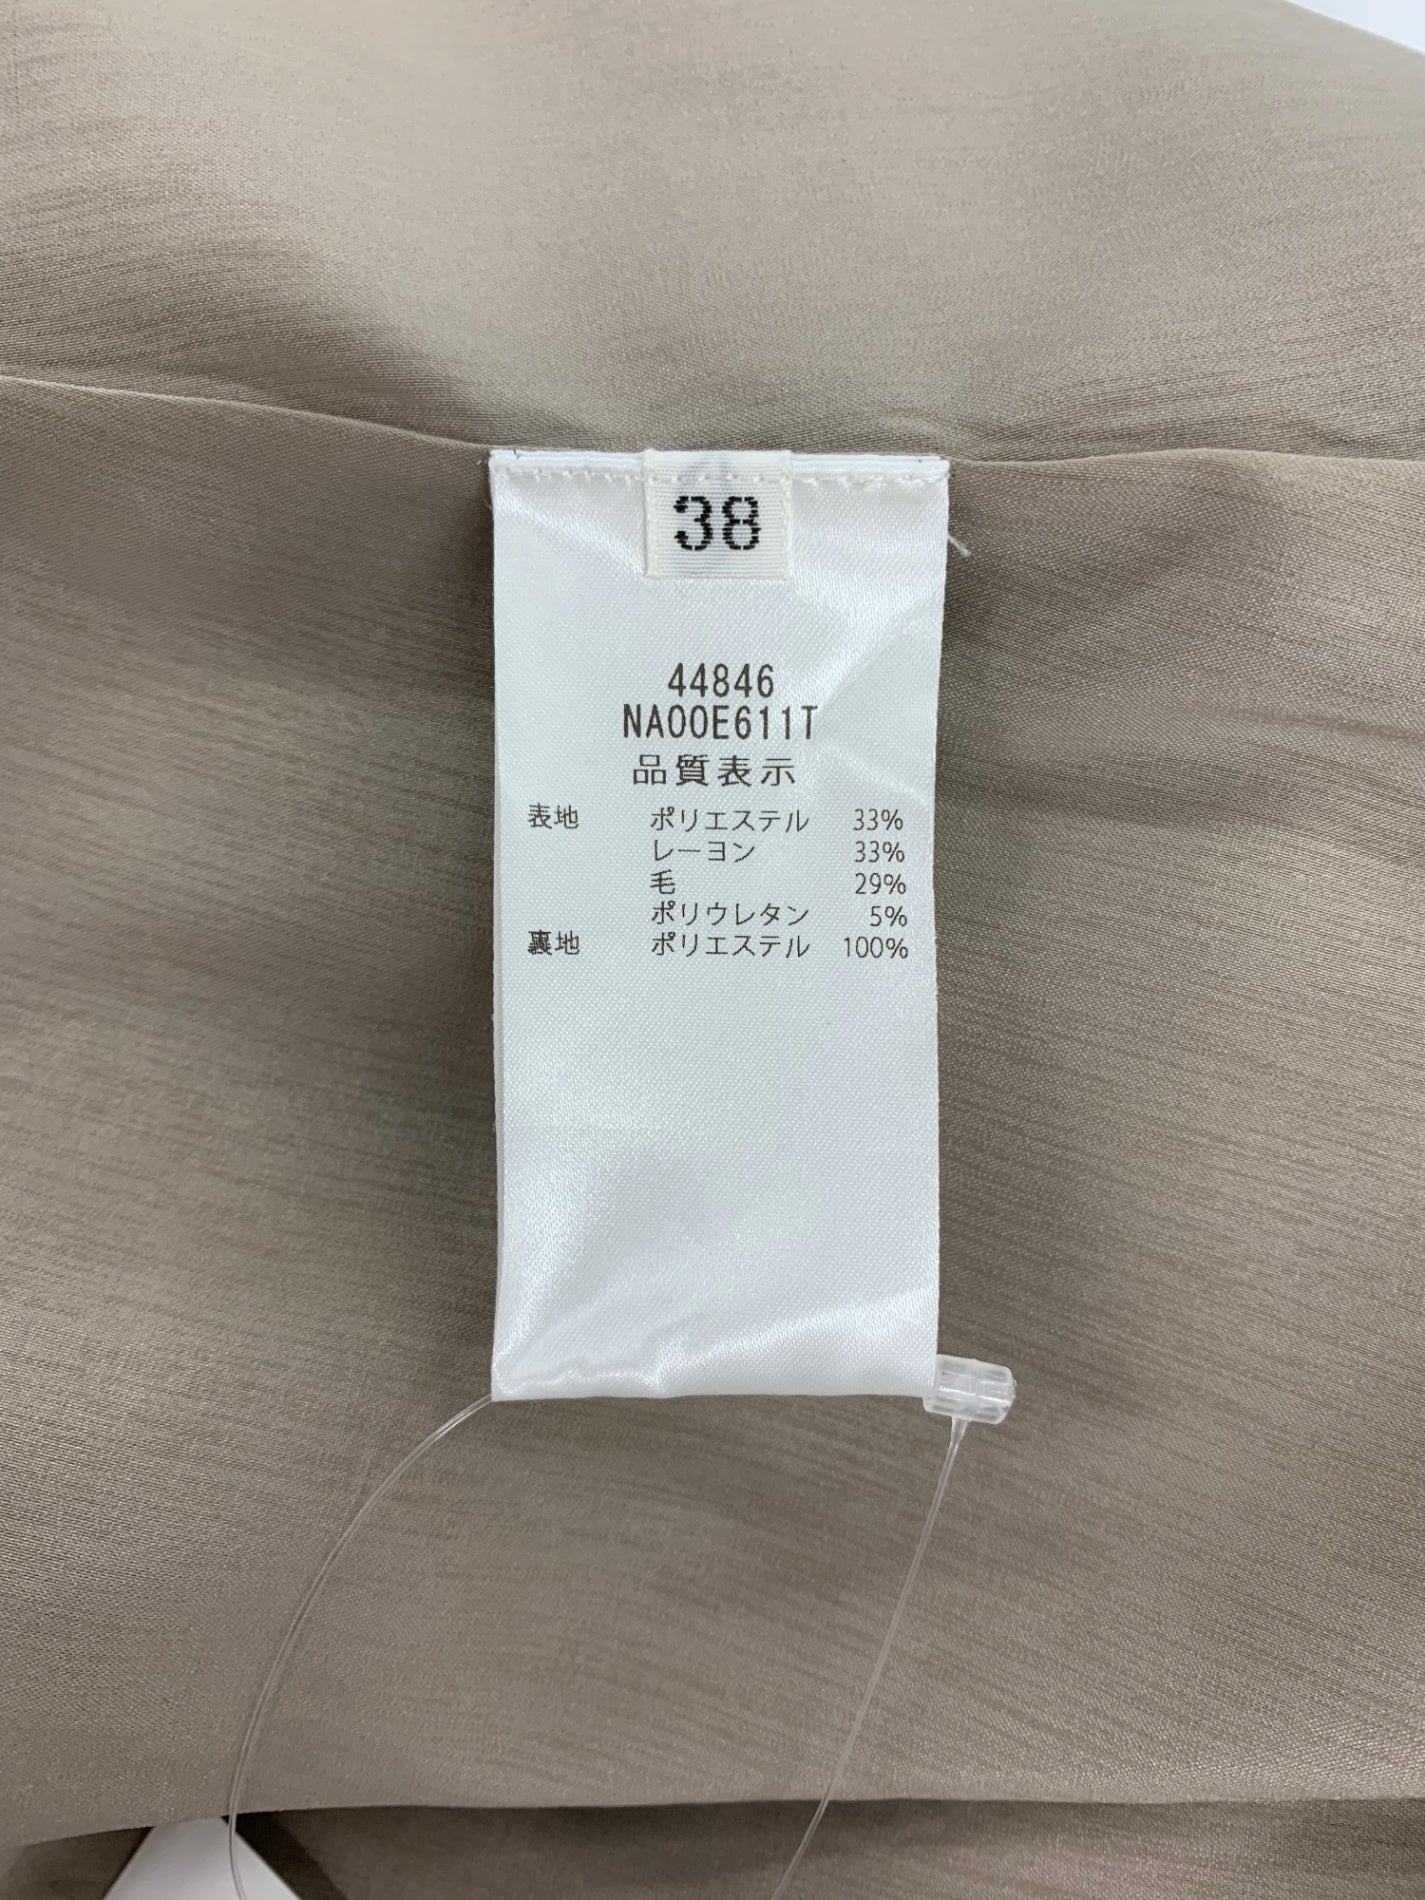 38
44846
NA00E611T
品質表示
表地 ポリエステル 33%
レーヨン 33%
毛 29%
ポリウレタン 5%
裏地 ポリエステル 100%